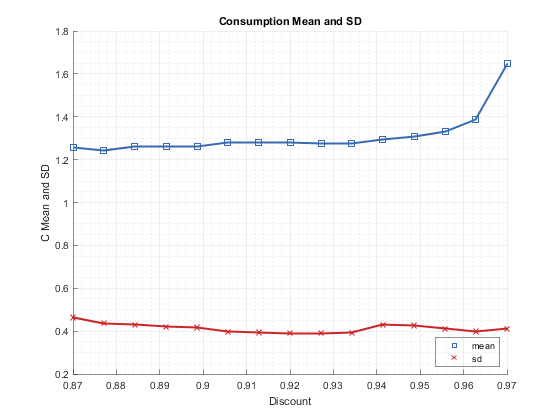 Consumption Mean and SD
C Mean and SD
1.8
1.6
1.4
1.2
1
0.8
0.6
0.4
0.2
0.87 0.88 0.89 0.9 0.91 0.92 0.93 0.94 0.95 0.96 0.97
Discount
mean
sd